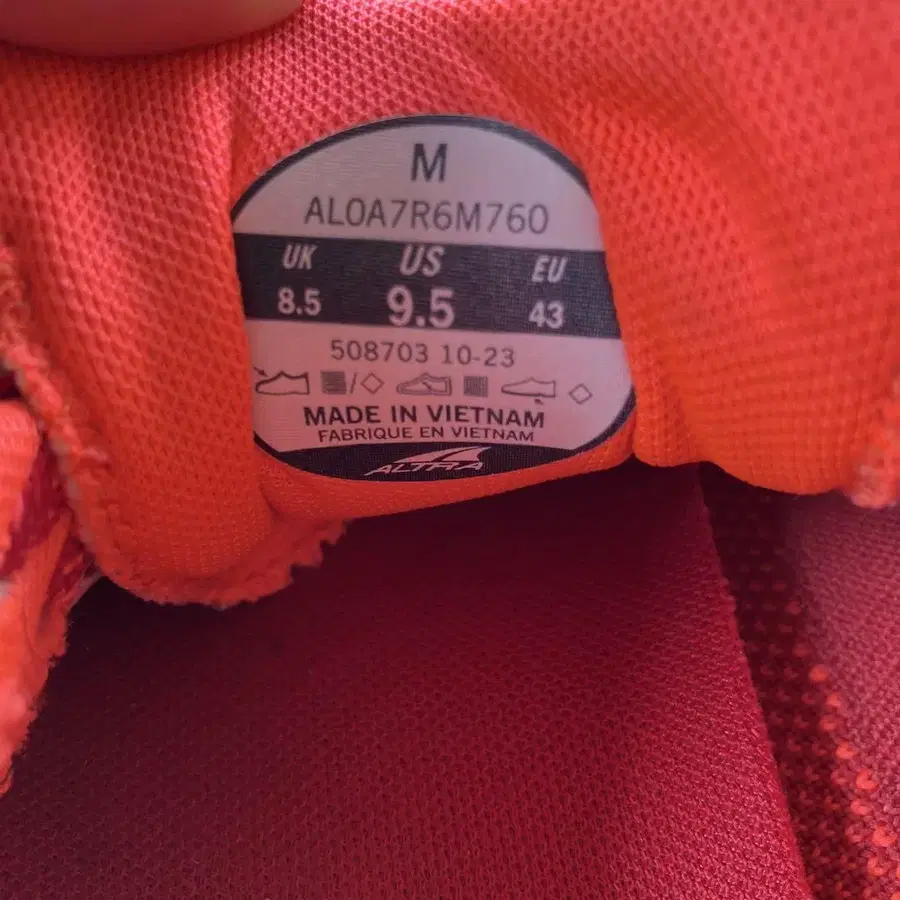 M
AL0A7R6M760
UK US EU
8.5 9.5 43
508703 10-23
MADE IN VIETNAM
FABRIQUE EN VIETNAM
ALTRA